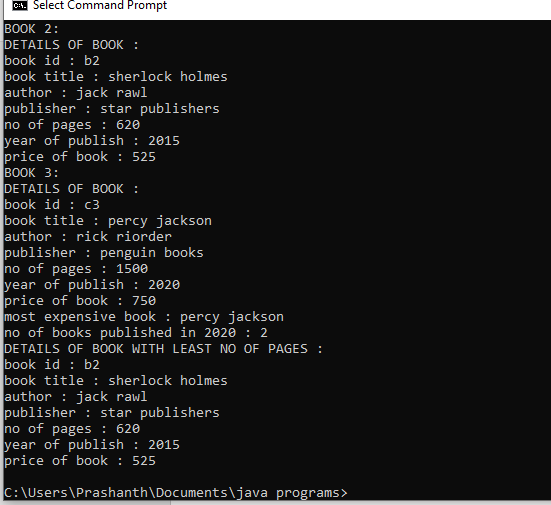 Select Command Prompt
BOOK 2:
DETAILS OF BOOK :
book id : b2
book title : sherlock holmes
author : jack rawl
publisher : star publishers
no of pages : 620
year of publish : 2015
price of book : 525
BOOK 3:
DETAILS OF BOOK :
book id : c3
book title : percy jackson
author : rick riorder
publisher : penguin books
no of pages : 1500
year of publish : 2020
price of book : 750
most expensive book : percy jackson
no of books published in 2020 : 2
DETAILS OF BOOK WITH LEAST NO OF PAGES :
book id : b2
book title : sherlock holmes
author : jack rawl
publisher : star publishers
no of pages : 620
year of publish : 2015
price of book : 525
C:\Users\Prashanth\Documents\java programs>